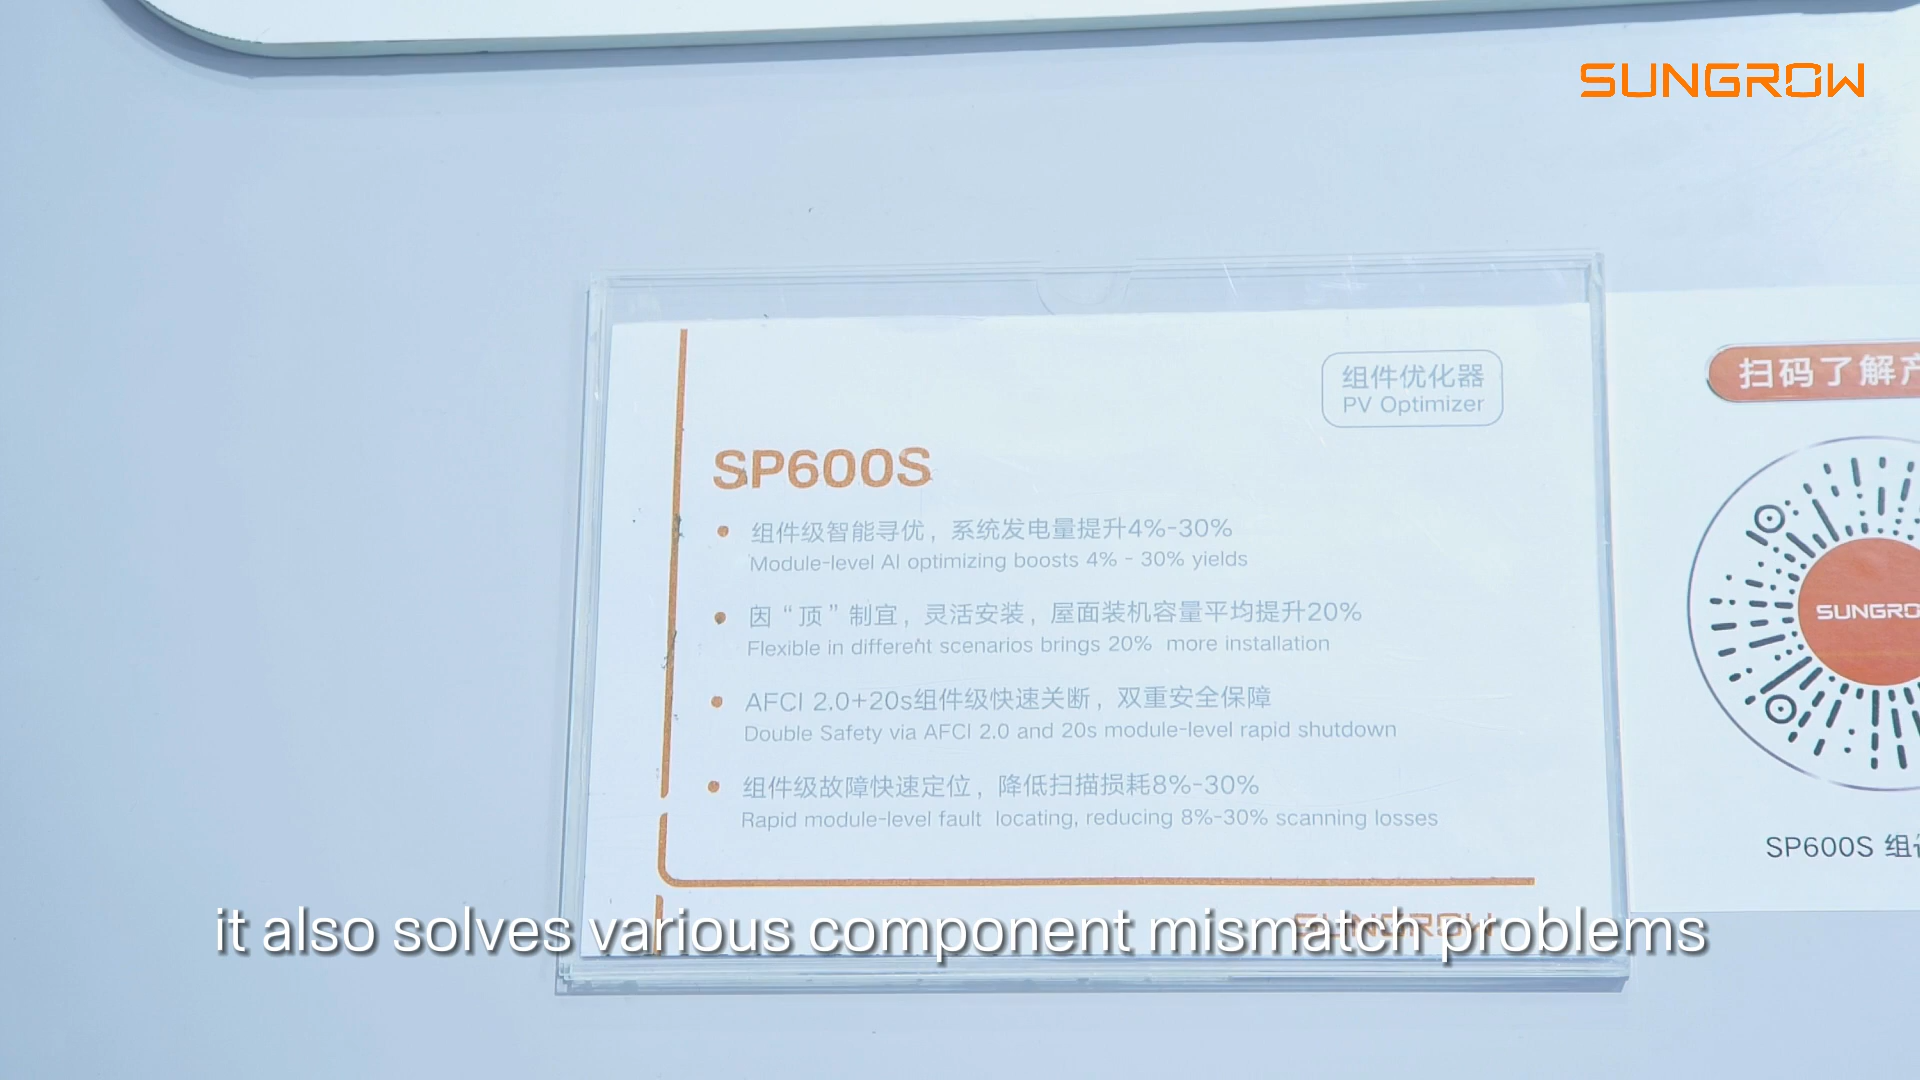 SUNGROW
组件优化器
PV Optimizer
SP600S
组件级智能寻优，系统发电量提升4%-30%
Module-level AI optimizing boosts 4% - 30% yields
因“顶”制宜，灵活安装，屋面装机容量平均提升20%
Flexible in different scenarios brings 20% more installation
AFCI 2.0+20s组件级快速关断，双重安全保障
Double Safety via AFCI 2.0 and 20s module-level rapid shutdown
组件级故障快速定位，降低扫描损耗8%-30%
Rapid module-level fault locating, reducing 8%-30% scanning losses
SUNGROW
扫码了解产
SUNGRO
SP600S 组
it also solves various component mismatch problems